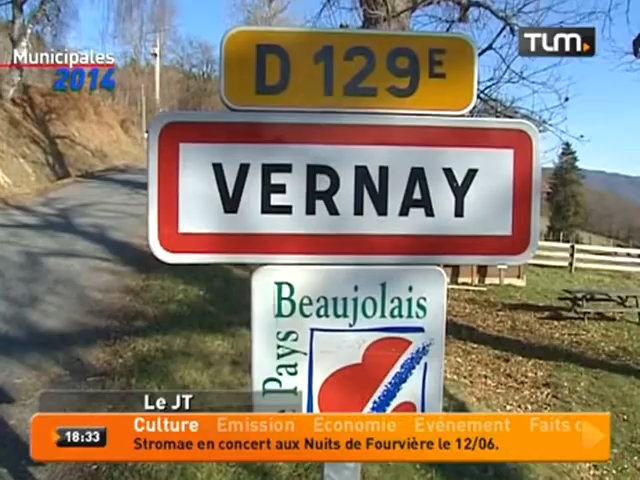 Municipales
2014
TLM
D 129E
VERNAY
Beaujolais
Pays
Le JT
18:33
Culture Emission Economie Evénement Faits
Stromae en concert aux Nuits de Fourvière le 12/06.